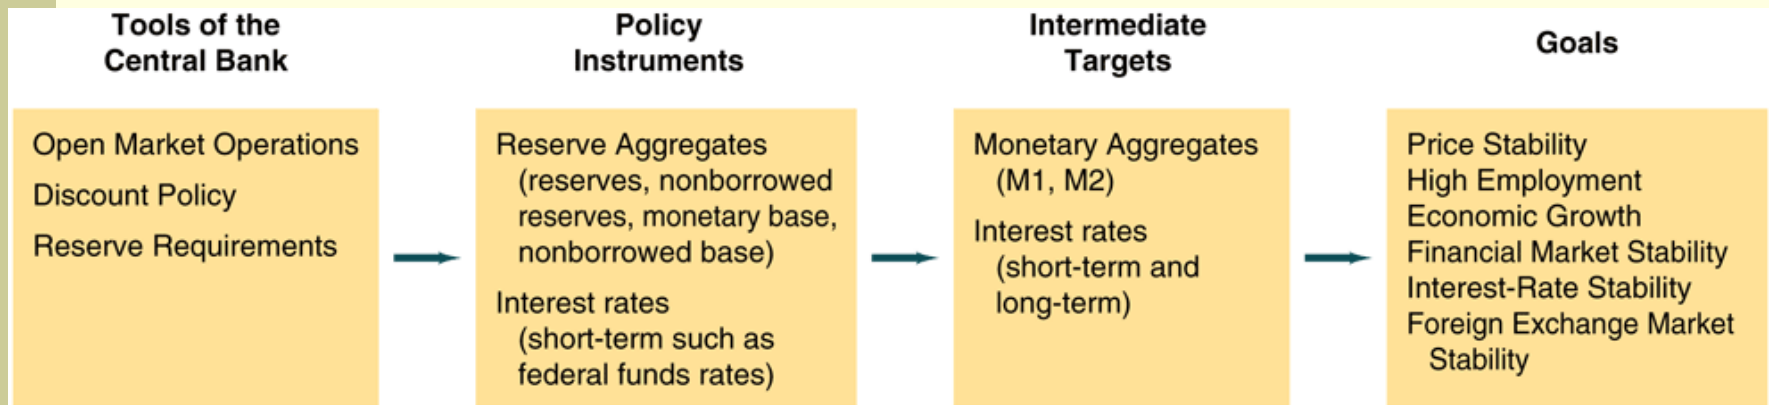 Tools of the
Central Bank
Policy
Instruments
Intermediate
Targets
Goals
Open Market Operations
Discount Policy
Reserve Requirements
Reserve Aggregates
(reserves, nonborrowed
reserves, monetary base,
nonborrowed base)
Interest rates
(short-term such as
federal funds rates)
Monetary Aggregates
(M1, M2)
Interest rates
(short-term and
long-term)
Price Stability
High Employment
Economic Growth
Financial Market Stability
Interest-Rate Stability
Foreign Exchange Market
Stability